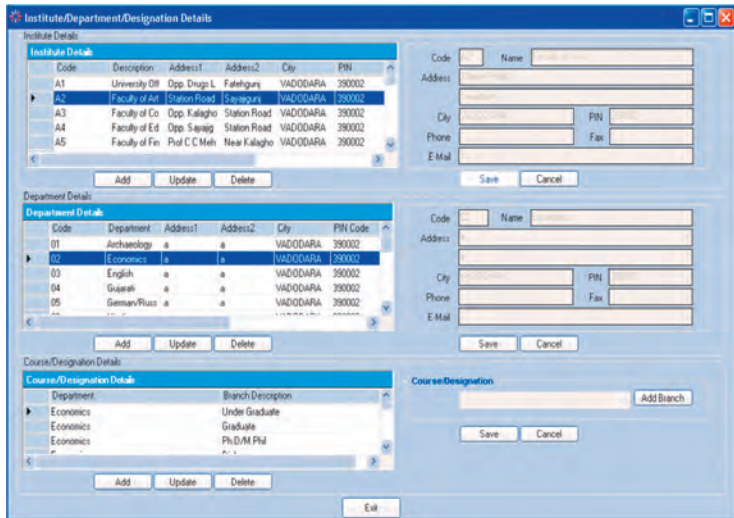 Institute/Department/Designation Details
Institute Details
Institute Details
Code Description Address1 Address2 City PIN
A1 University Off Opp. Drugs L Fatehgunj VADODARA 390002
A2 Faculty of Art Station Road Sayajigunj VADODARA 390002
A3 Faculty of Co Opp. Kalagho Station Road VADODARA 390002
A4 Faculty of Ed Opp. Sayajig Station Road VADODARA 390002
A5 Faculty of Fin Prof C C Meh Near Kalagho VADODARA 390002
Add Update Delete
Code Name
Address
City PIN
Phone Fax
E-Mail
Save Cancel
Department Details
Department Details
Code Department Address1 Address2 City PIN Code
01 Archaeology a a VADODARA 390002
02 Economics a a VADODARA 390002
03 English a a VADODARA 390002
04 Gujarati a a VADODARA 390002
05 German/Russ a a VADODARA 390002
Add Update Delete
Code Name
Address
City PIN
Phone Fax
E-Mail
Save Cancel
Course/Designation Details
Course/Designation Details
Department Branch Description
Economics Under Graduate
Economics Graduate
Economics Ph.D/M.Phil
Add Update Delete
Course/Designation
Add Branch
Save Cancel
Exit